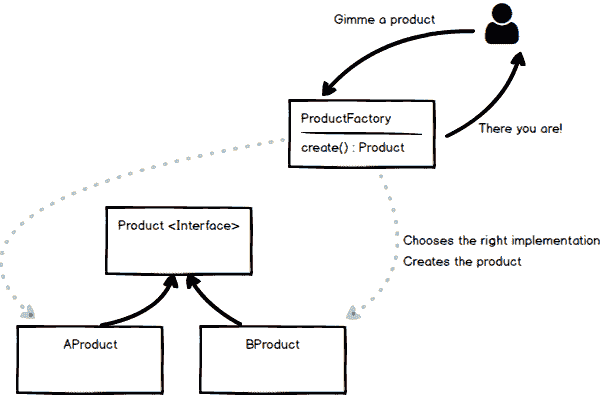 Gimme a product
ProductFactory
There you are!
create() : Product
Product <Interface>
Chooses the right implementation
Creates the product
AProduct
BProduct